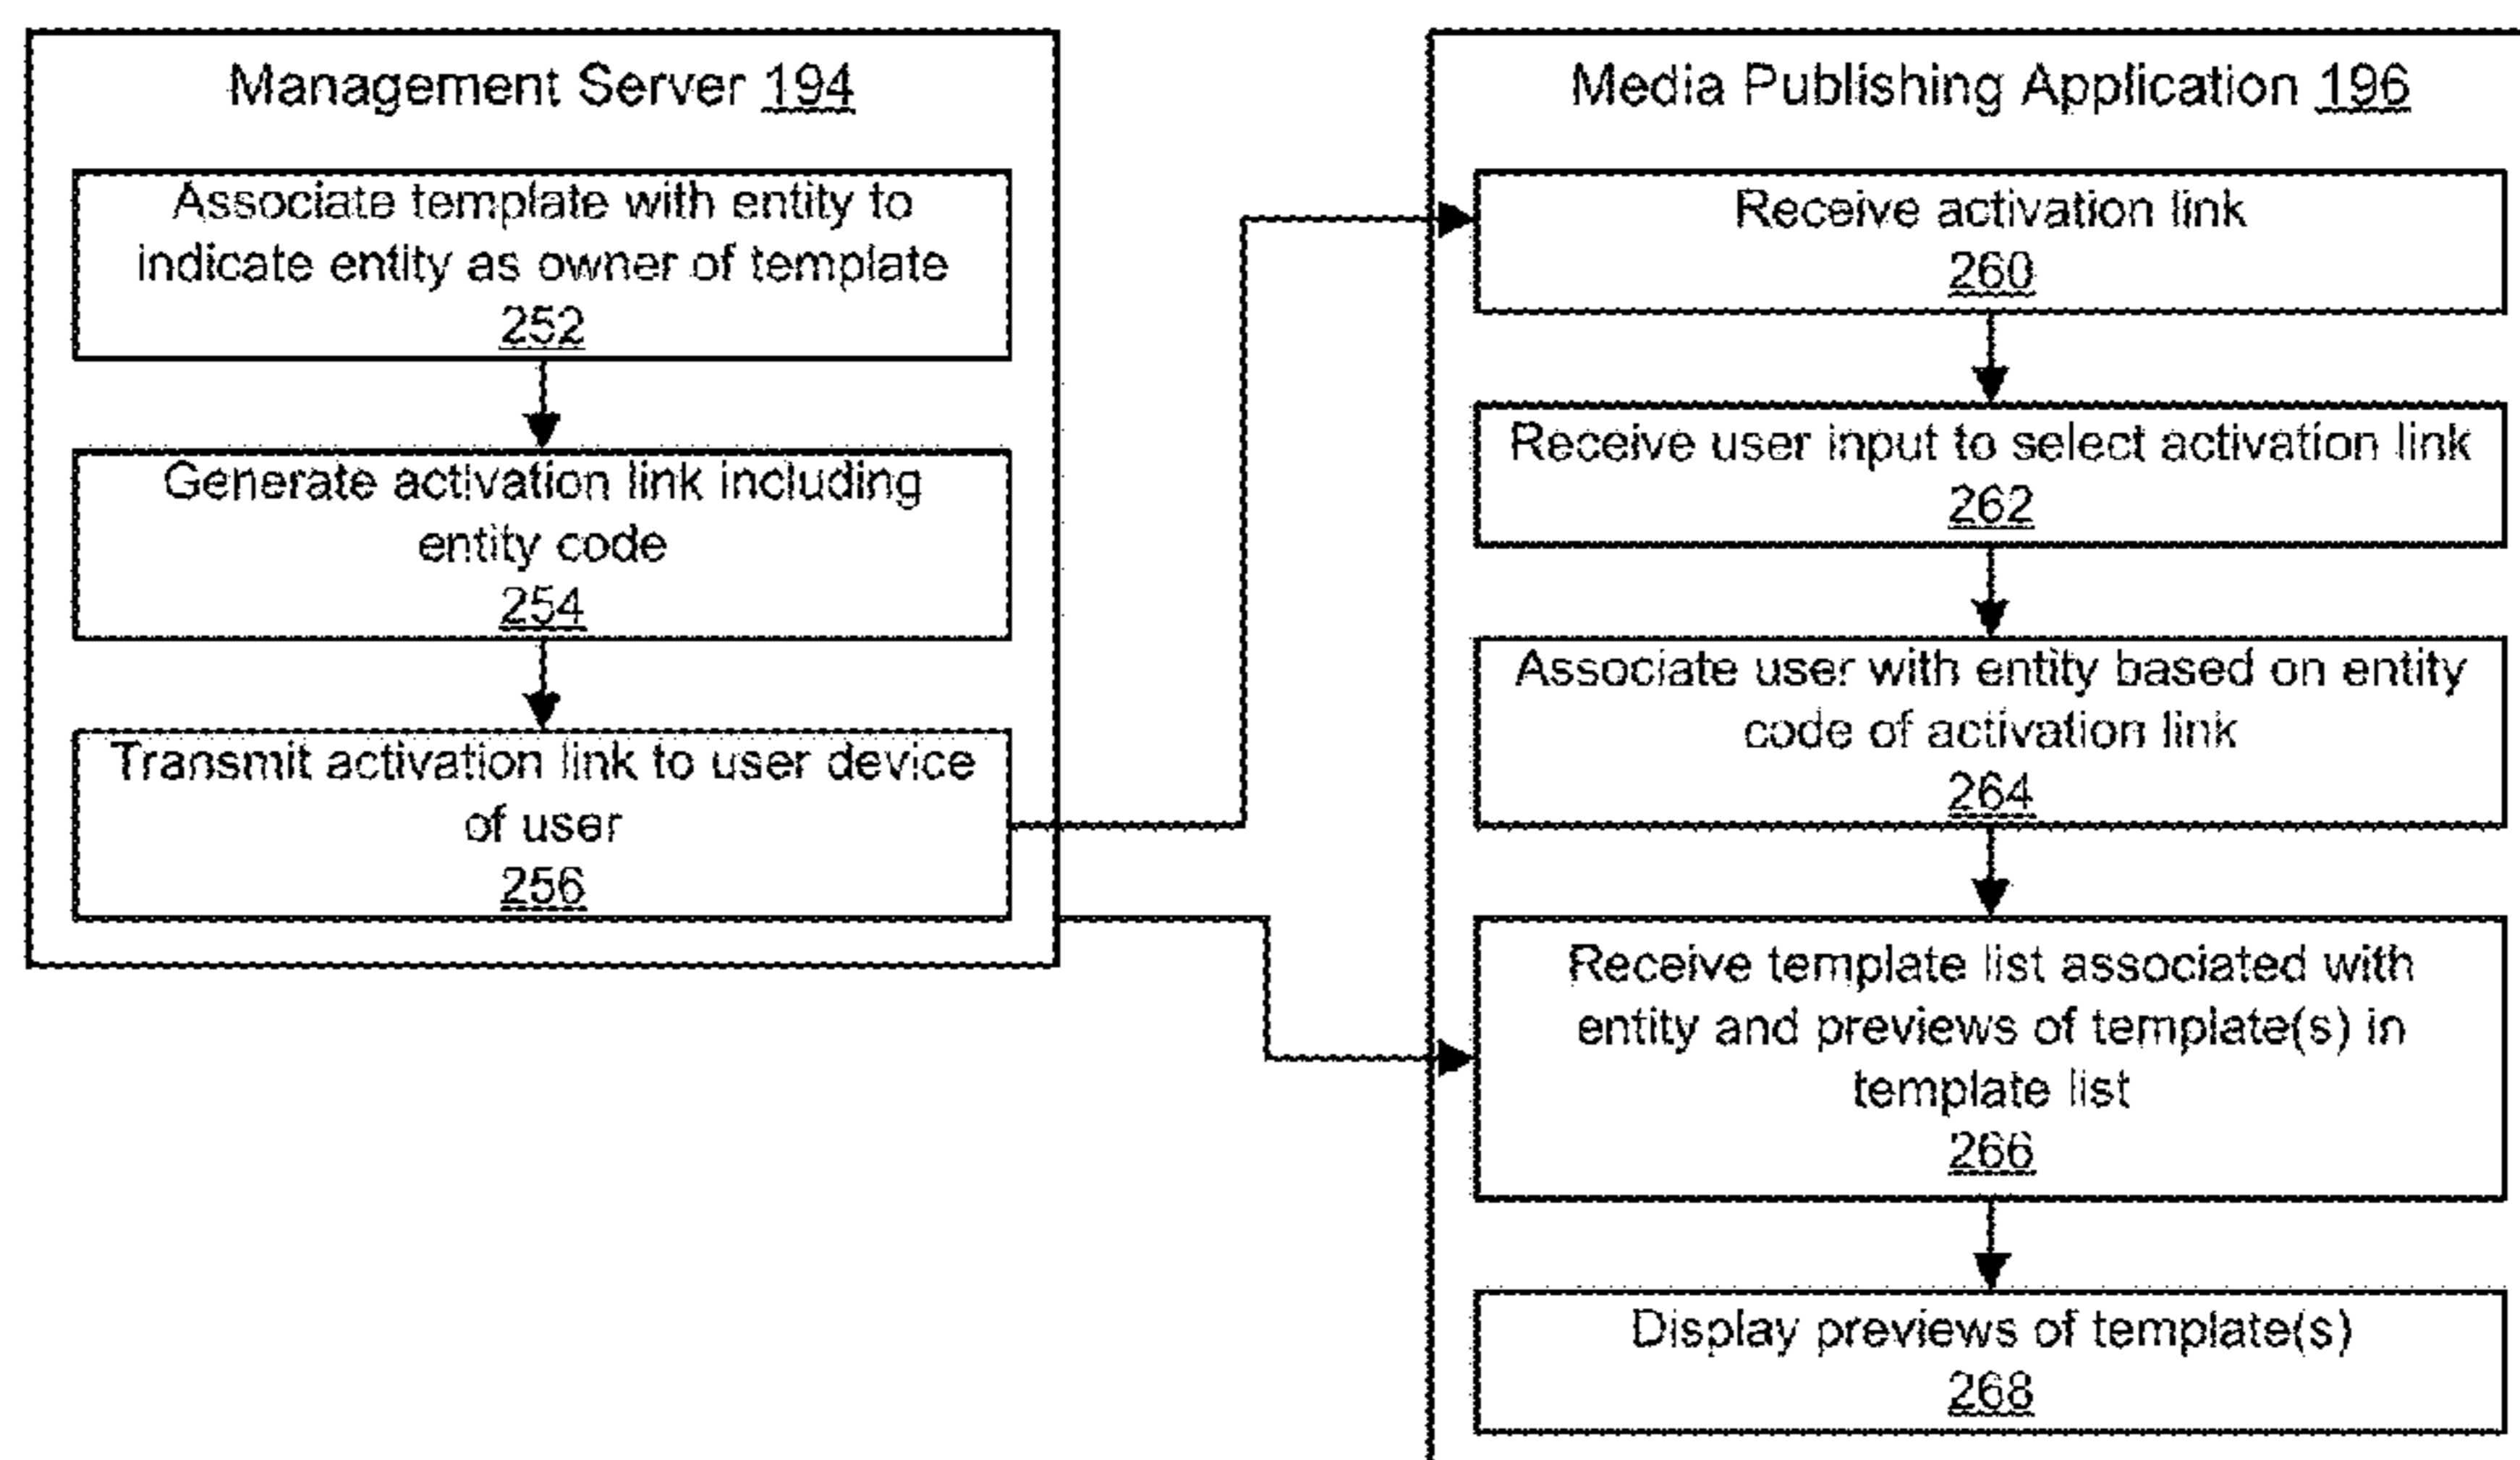 Management Server 194
Associate template with entity to
indicate entity as owner of template
252
Generate activation link including
entity code
254
Transmit activation link to user device
of user
256
Media Publishing Application 196
Receive activation link
260
Receive user input to select activation link
262
Associate user with entity based on entity
code of activation link
264
Receive template list associated with
entity and previews of template(s) in
template list
266
Display previews of template(s)
268